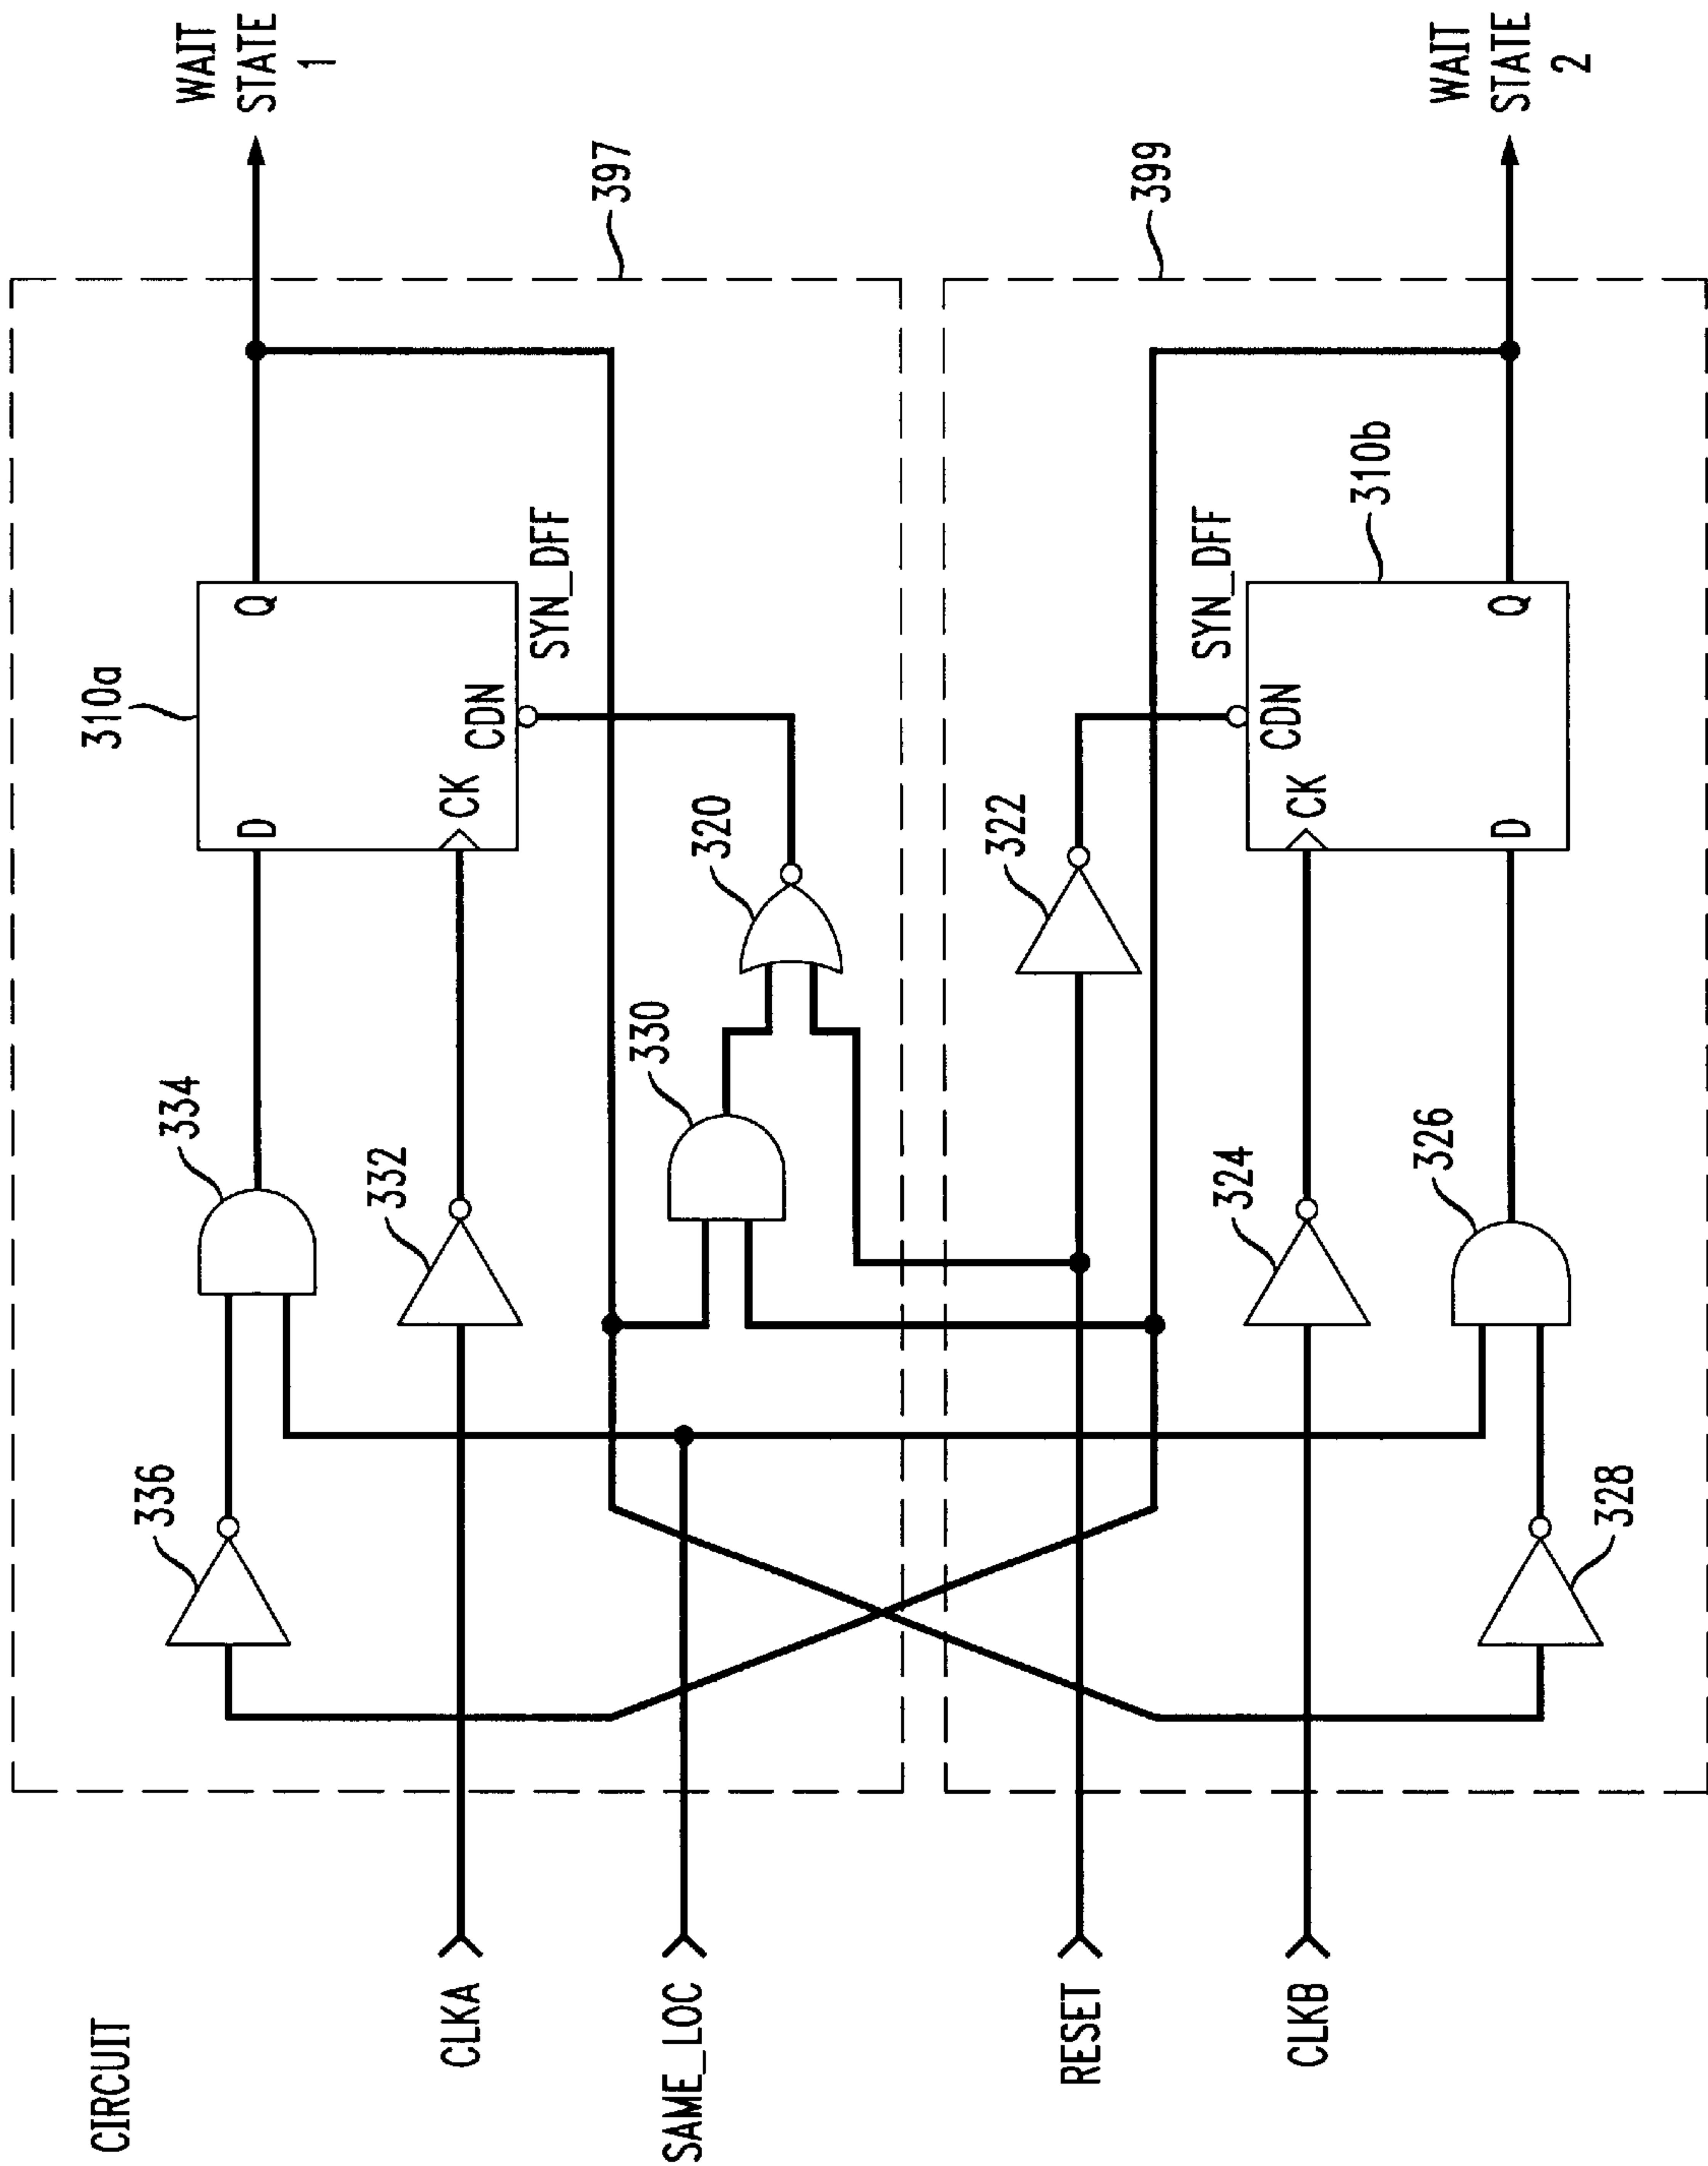 CIRCUIT
CLKA
SAME_LOC
RESET
CLKB
336
334
332
330
320
310a
D
Q
CK
CDN
SYN_DFF
WAIT
STATE
1
397
328
326
324
322
310b
SYN_DFF
CK
CDN
D
Q
WAIT
STATE
2
399